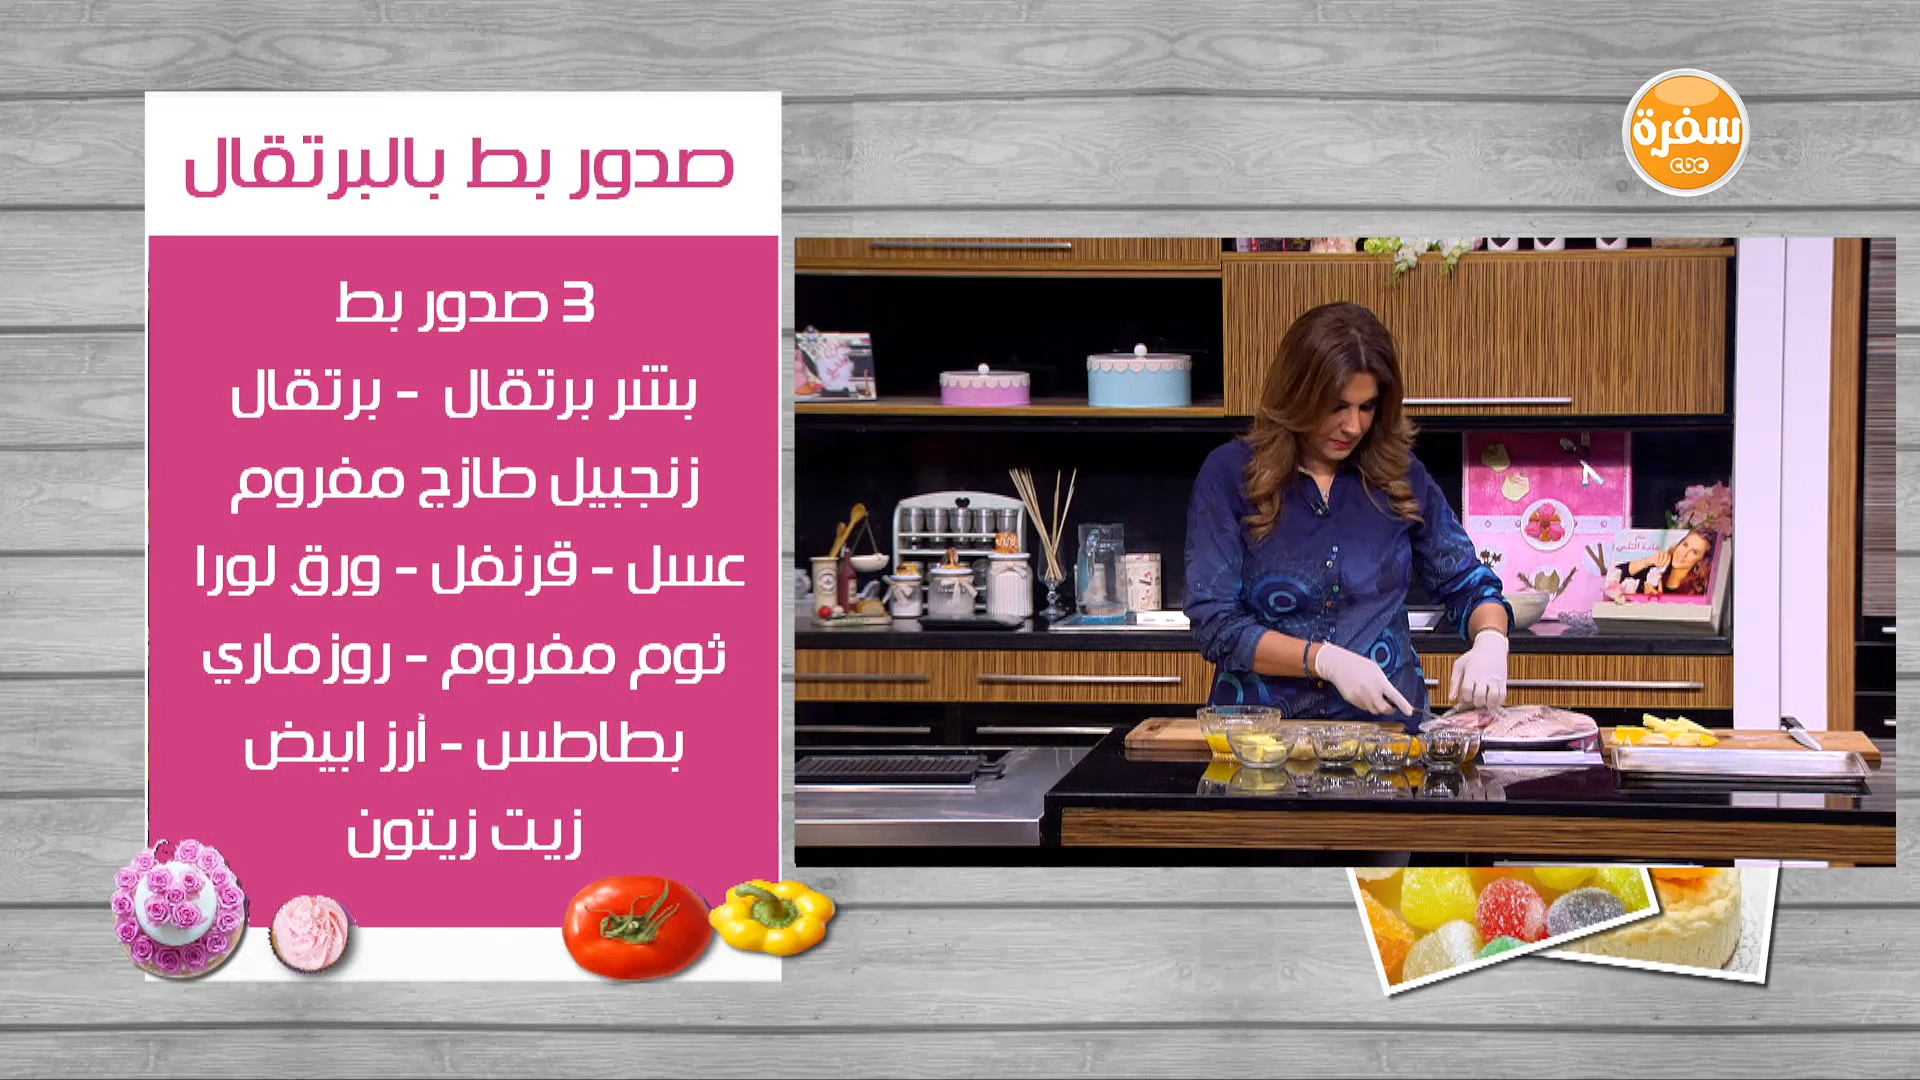 صدور بط بالبرتقال
3 صدور بط
بشر برتقال - برتقال
زنجبيل طازج مفروم
عسل - قرنفل - ورق لورا
ثوم مفروم - روزماري
بطاطس - أرز ابيض
زيت زيتون
سفرة
cbc